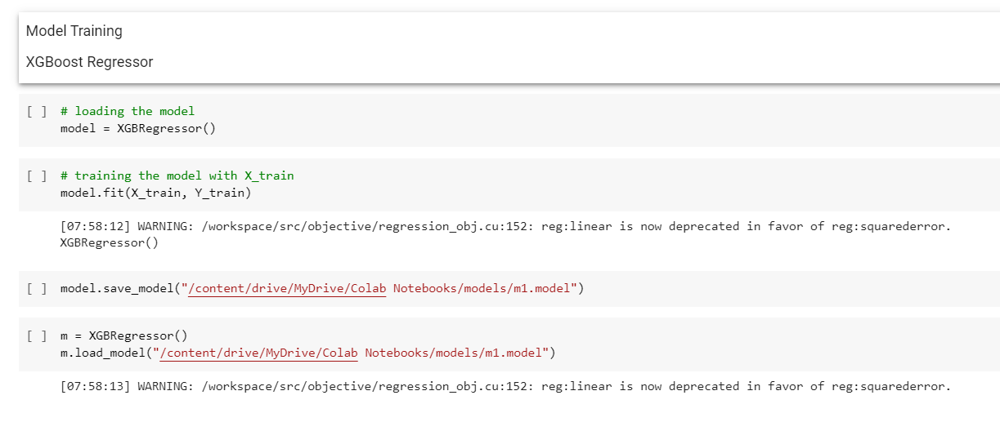 Model Training
XGBoost Regressor
[ ] # loading the model
model = XGBRegressor()
[ ] # training the model with X_train
model.fit(X_train, Y_train)
[07:58:12] WARNING: /workspace/src/objective/regression_obj.cu:152: reg:linear is now deprecated in favor of reg:squarederror.
XGBRegressor()
[ ] model.save_model("/content/drive/MyDrive/Colab Notebooks/models/m1.model")
[ ] m = XGBRegressor()
m.load_model("/content/drive/MyDrive/Colab Notebooks/models/m1.model")
[07:58:13] WARNING: /workspace/src/objective/regression_obj.cu:152: reg:linear is now deprecated in favor of reg:squarederror.